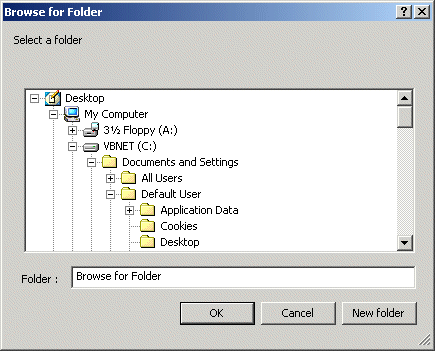 Browse for Folder
Select a folder
Desktop
My Computer
3½ Floppy (A:)
VBNET (C:)
Documents and Settings
All Users
Default User
Application Data
Cookies
Desktop
Folder : Browse for Folder
OK Cancel New folder